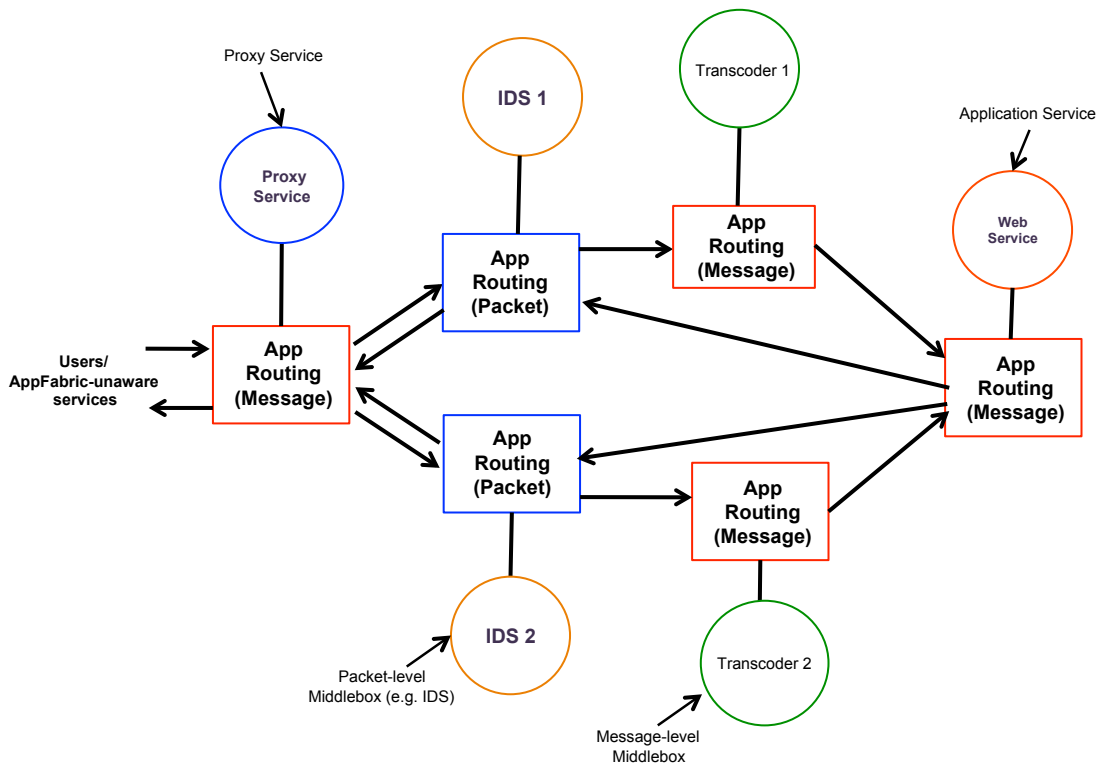 Proxy Service
IDS 1
Transcoder 1
Application Service
Proxy
Service
Web
Service
App
Routing
(Packet)
App
Routing
(Message)
Users/
AppFabric-unaware
services
App
Routing
(Message)
App
Routing
(Message)
App
Routing
(Packet)
App
Routing
(Message)
IDS 2
Transcoder 2
Packet-level
Middlebox (e.g. IDS)
Message-level
Middlebox